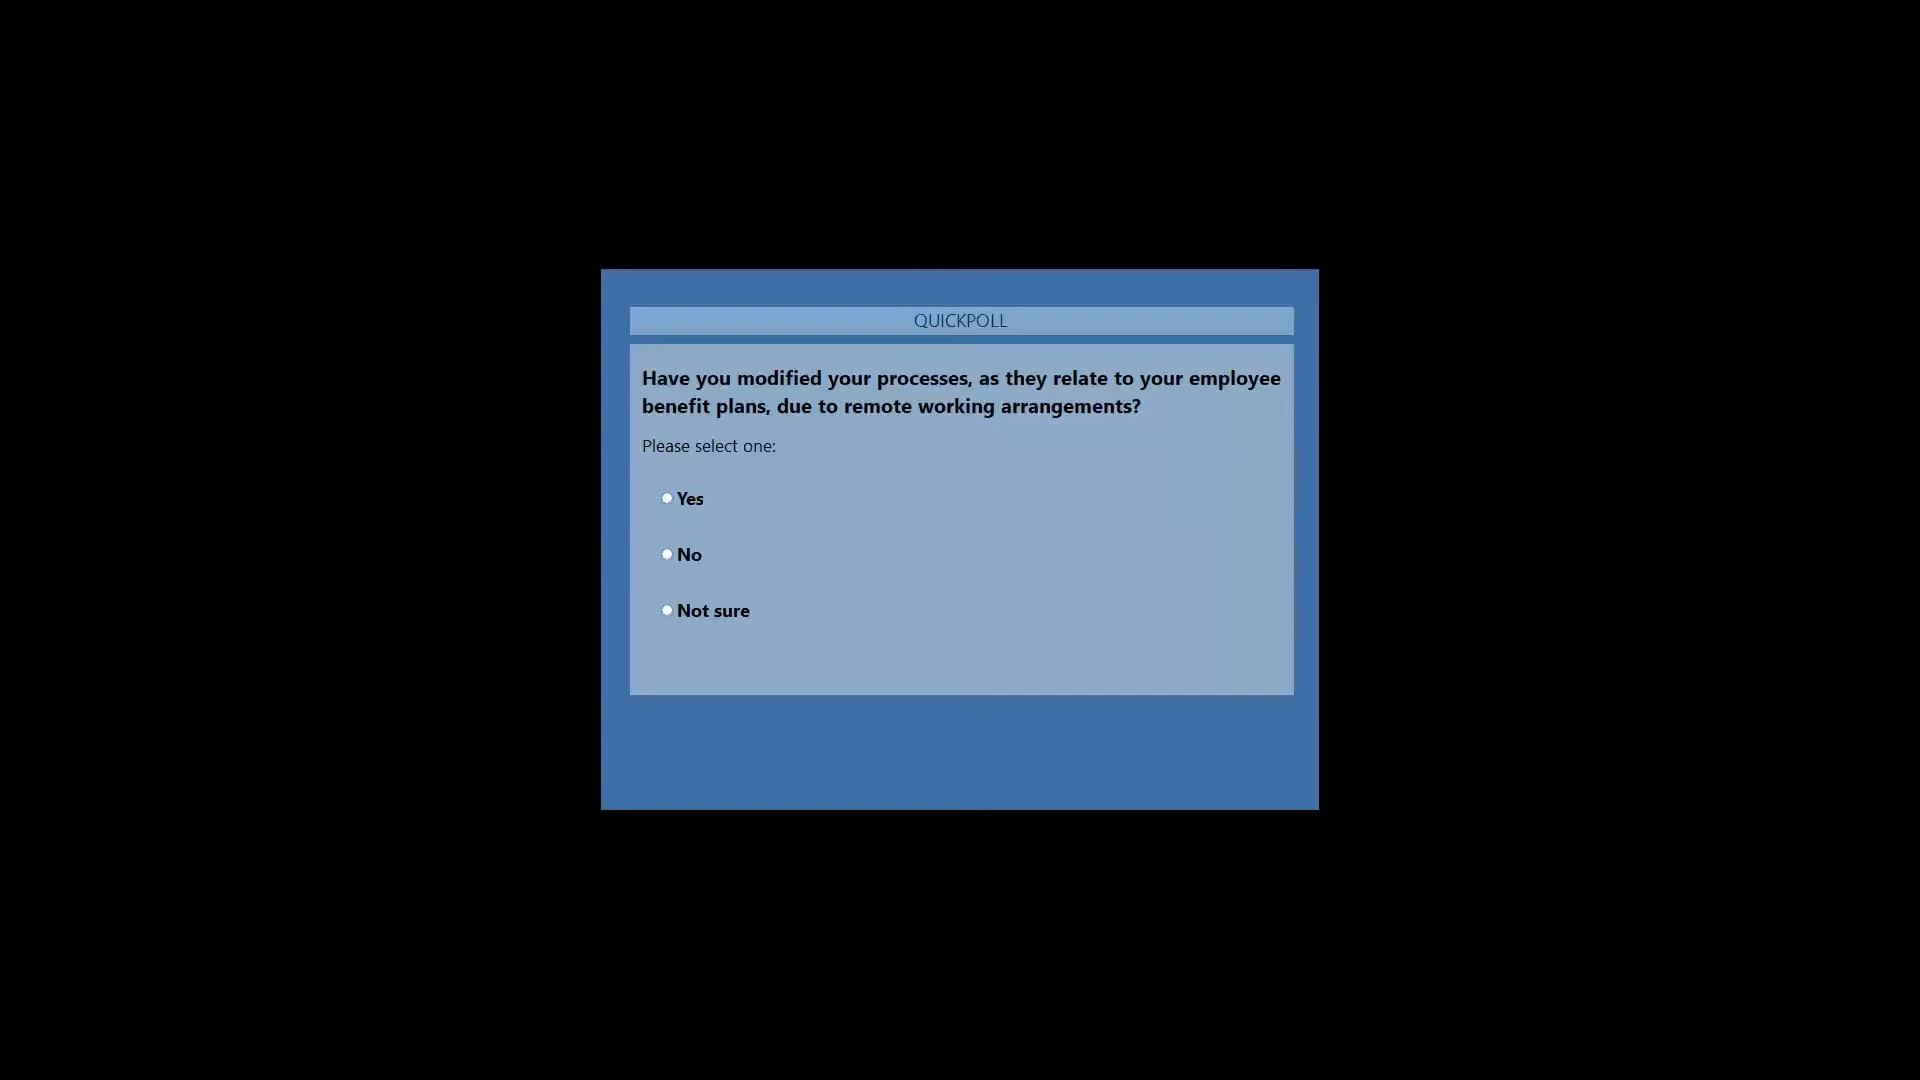 QUICKPOLL
Have you modified your processes, as they relate to your employee
benefit plans, due to remote working arrangements?
Please select one:
Yes
No
Not sure